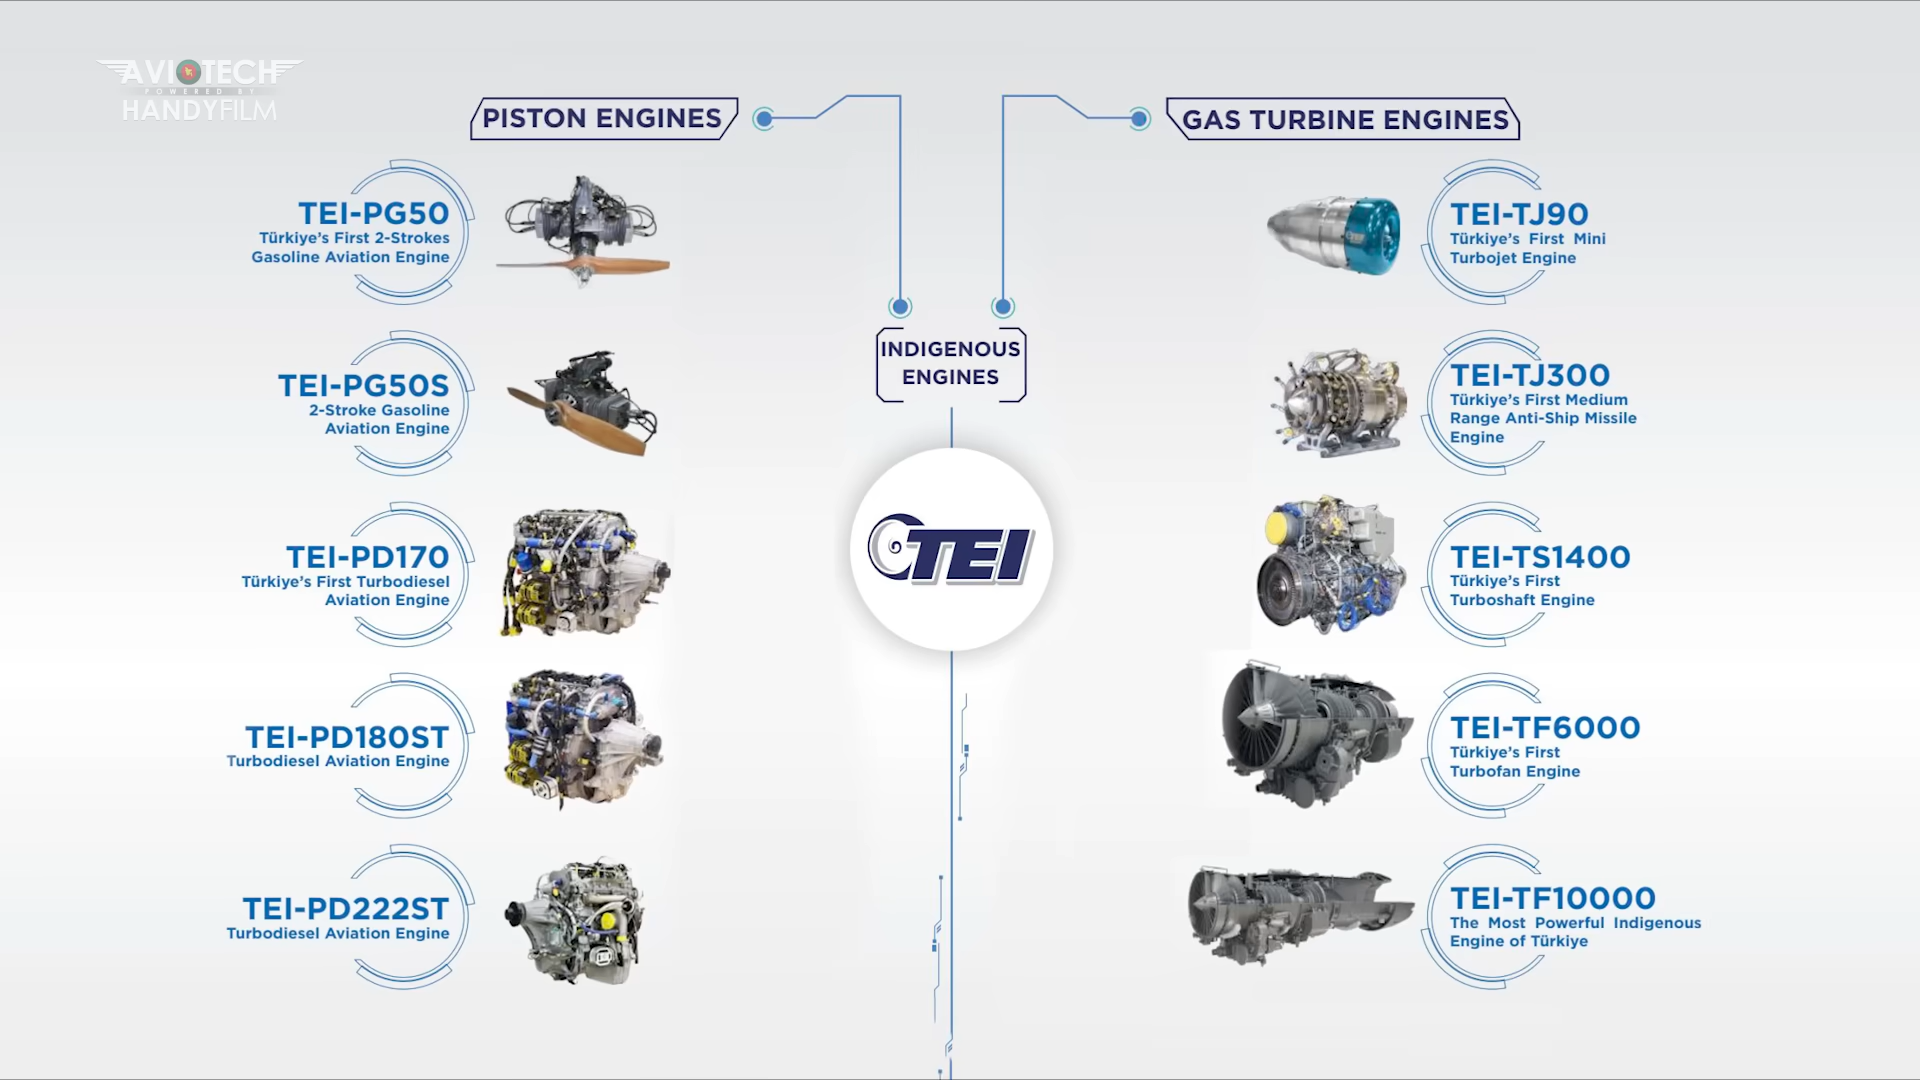 AVIOTECH
POWERED BY
HANDYFILM
PISTON ENGINES
TEI-PG50
Türkiye's First 2-Strokes
Gasoline Aviation Engine
TEI-PG50S
2-Stroke Gasoline
Aviation Engine
TEI-PD170
Türkiye's First Turbodiesel
Aviation Engine
TEI-PD180ST
Turbodiesel Aviation Engine
TEI-PD222ST
Turbodiesel Aviation Engine
INDIGENOUS
ENGINES
TEI
GAS TURBINE ENGINES
TEI-TJ90
Türkiye's First Mini
Turbojet Engine
TEI-TJ300
Türkiye's First Medium
Range Anti-Ship Missile
Engine
TEI-TS1400
Türkiye's First
Turboshaft Engine
TEI-TF6000
Türkiye's First
Turbofan Engine
TEI-TF10000
The Most Powerful Indigenous
Engine of Türkiye